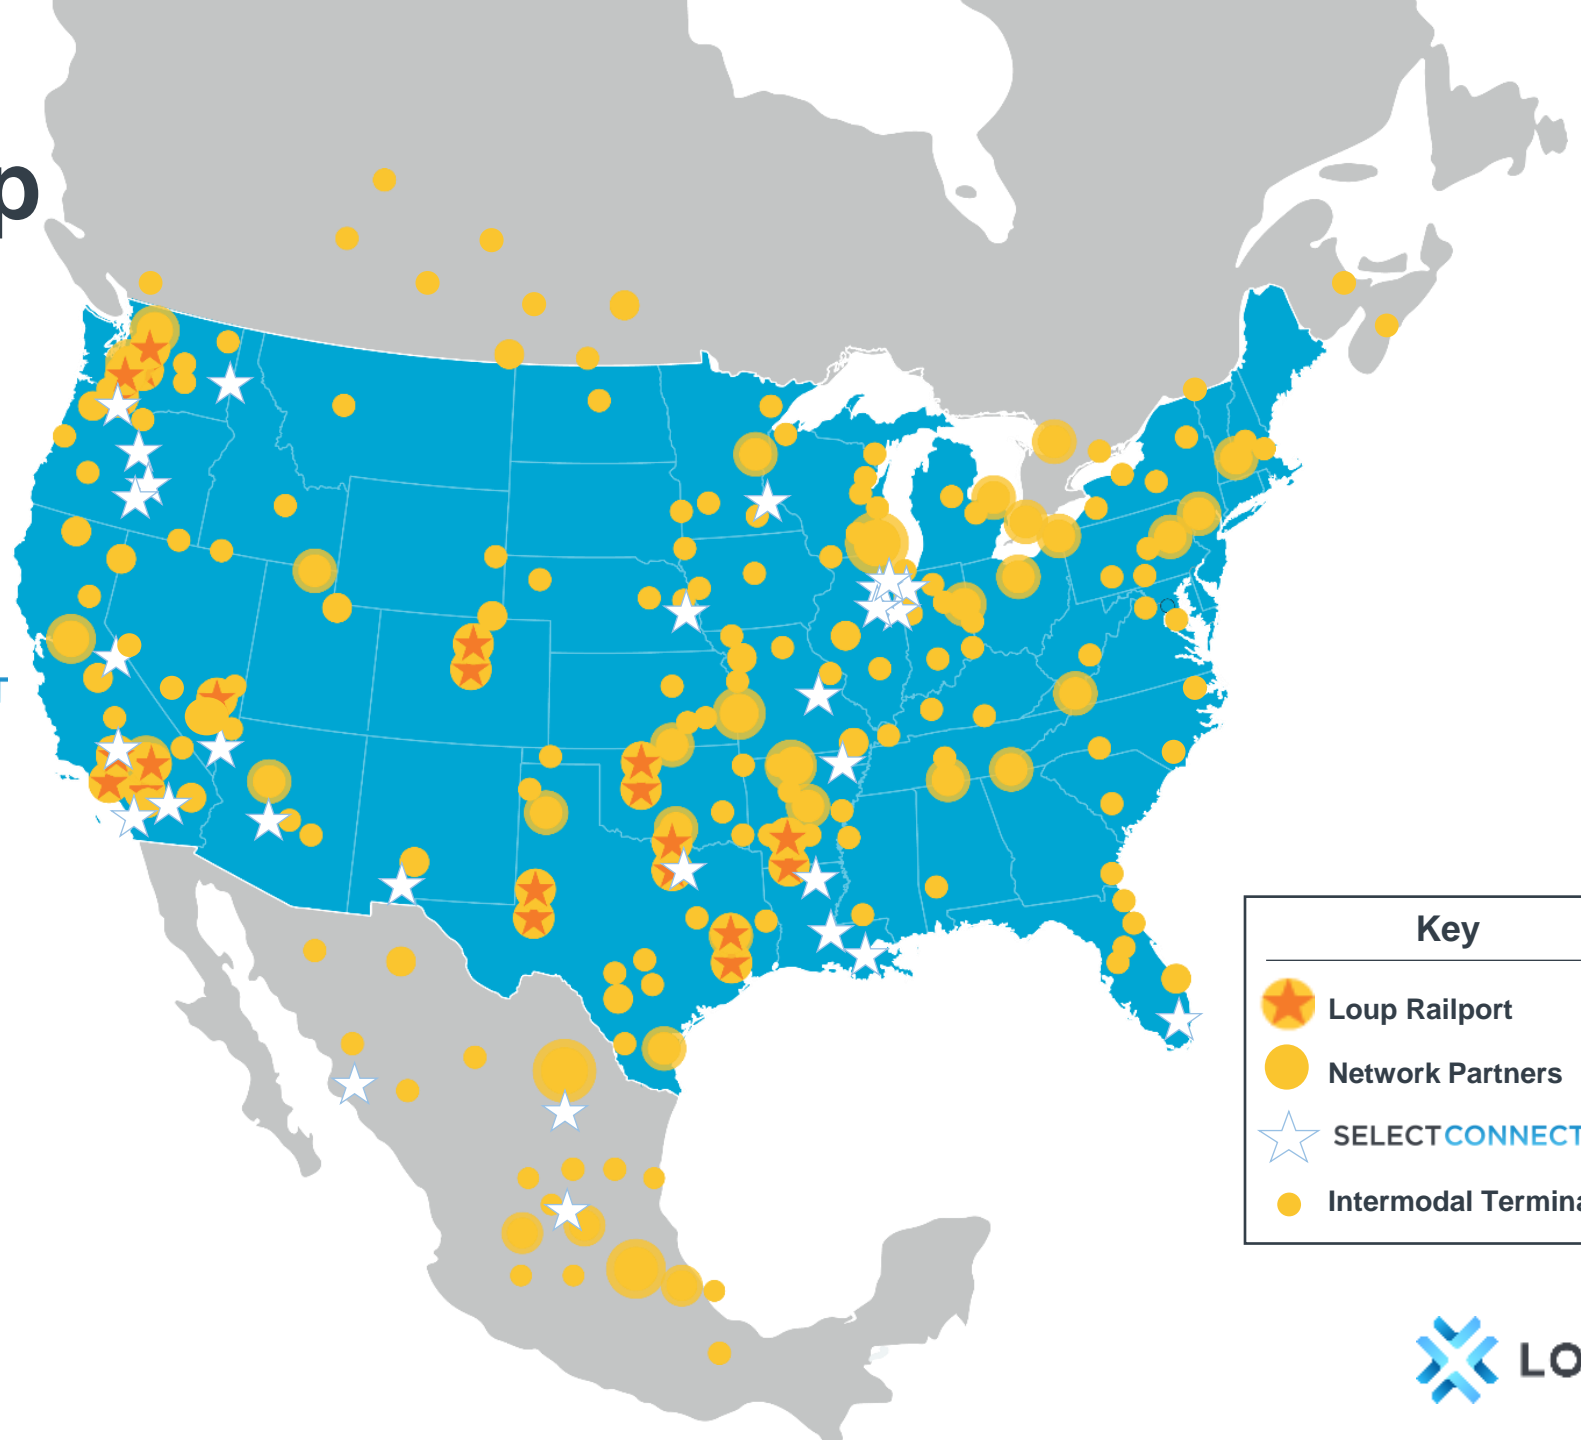 p
T
Key
Loup Railport
Network Partners
SELECTCONNECT
Intermodal Termina
LO